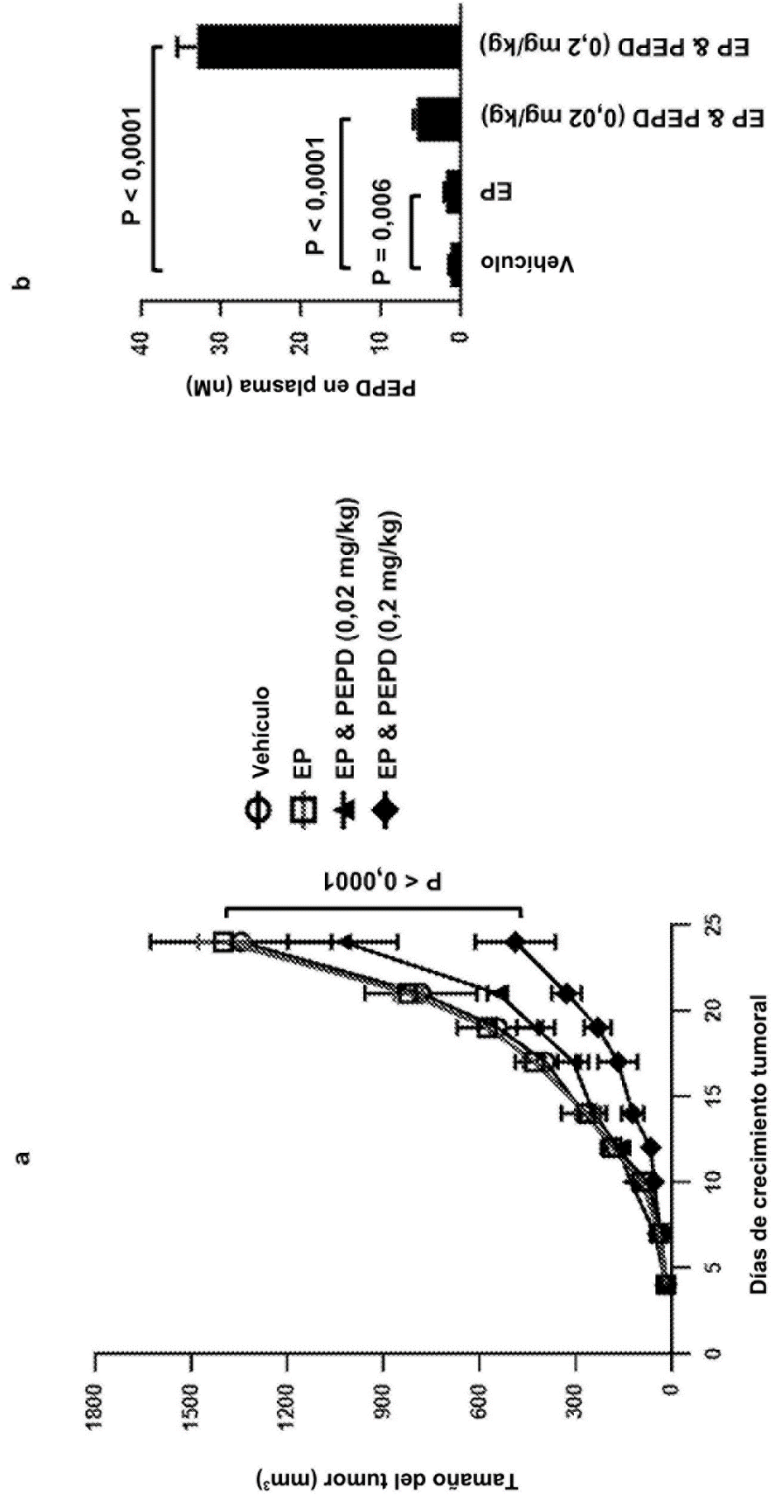 a
Tamaño del tumor (mm³)
1800
1500
1200
900
600
300
0
0
5
10
15
20
25
Días de crecimiento tumoral
P < 0,0001
Vehículo
EP
EP & PEPD (0,02 mg/kg)
EP & PEPD (0,2 mg/kg)
b
PEPD en plasma (nM)
40
30
20
10
0
P < 0,0001
P < 0,0001
P = 0,006
Vehículo
EP
EP & PEPD (0,02 mg/kg)
EP & PEPD (0,2 mg/kg)